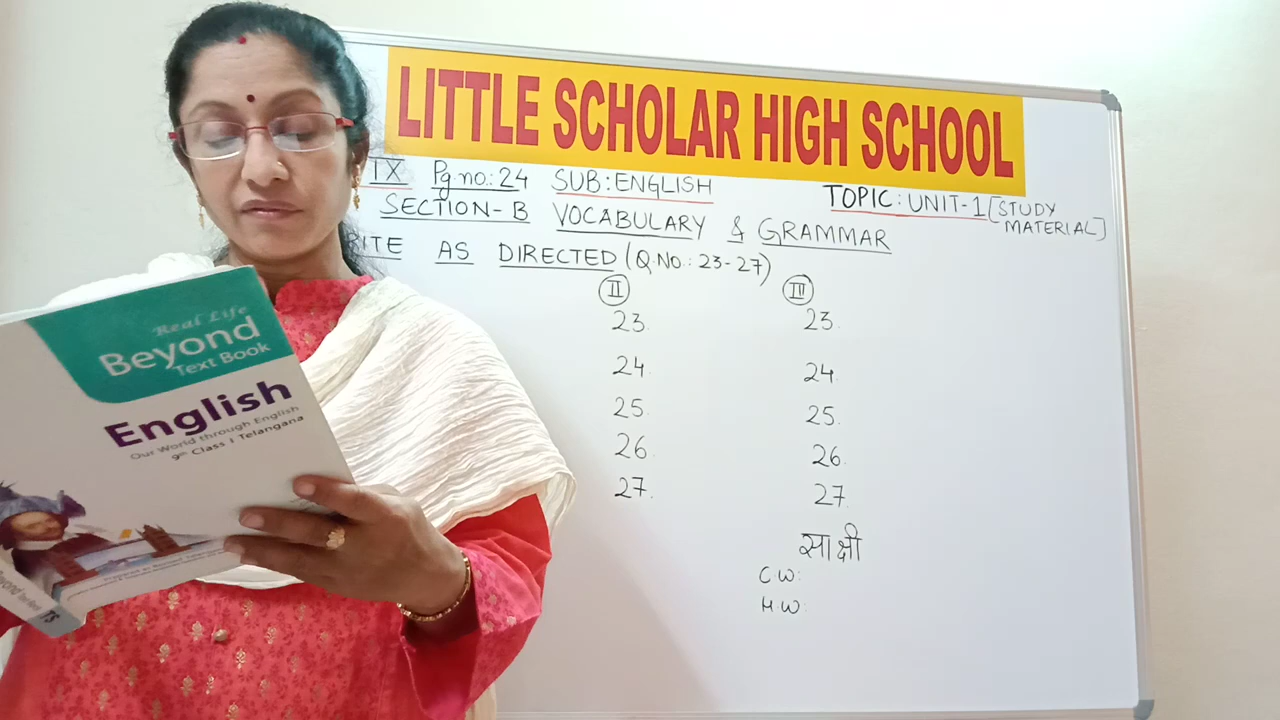 LITTLE SCHOLAR HIGH SCHOOL
IX Pg.no.: 24 SUB: ENGLISH TOPIC: UNIT-1 [STUDY MATERIAL]
SECTION-B VOCABULARY & GRAMMAR
RITE AS DIRECTED (Q.NO.: 23-27)
II III
23. 23.
24. 24.
25. 25.
26. 26.
27. 27.
साक्षी
C.W:
H.W:
Real Life
Beyond
Text Book
English
Our World through English
9th Class | Telangana